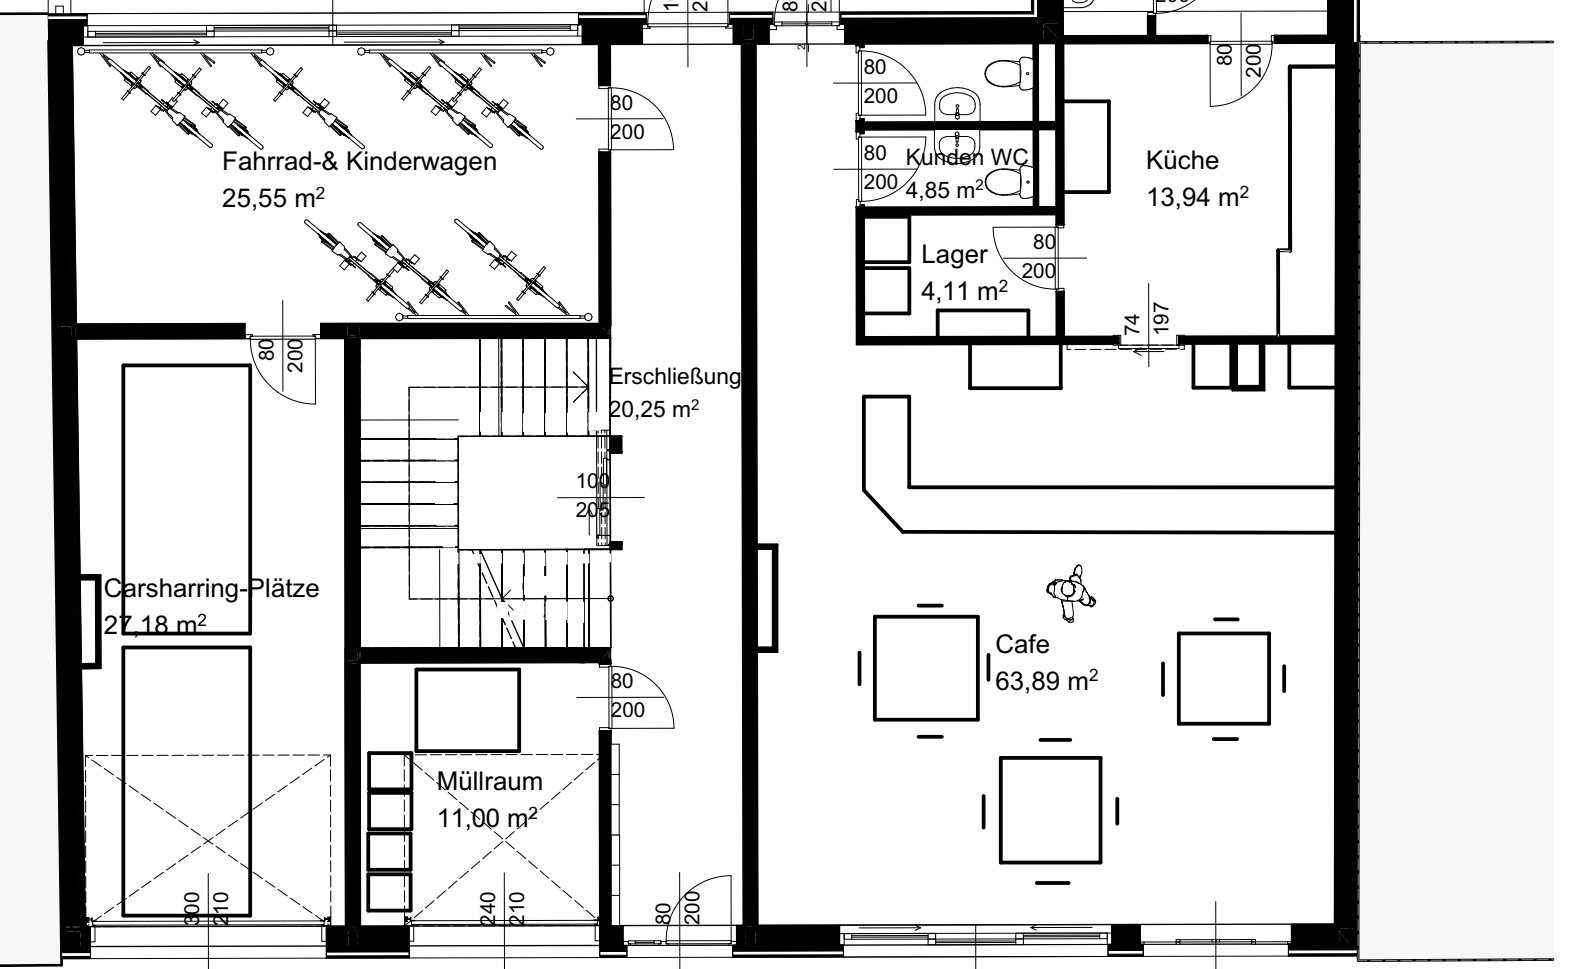 80
200
Fahrrad-& Kinderwagen
25,55 m²
80
200
80
200
Kunden WC
4,85 m²
80
200
Küche
13,94 m²
Lager
4,11 m²
80
200
74
197
80
200
Erschließung
20,25 m²
100
205
Carsharring-Plätze
27,18 m²
Cafe
63,89 m²
80
200
Müllraum
11,00 m²
300
210
240
210
80
200